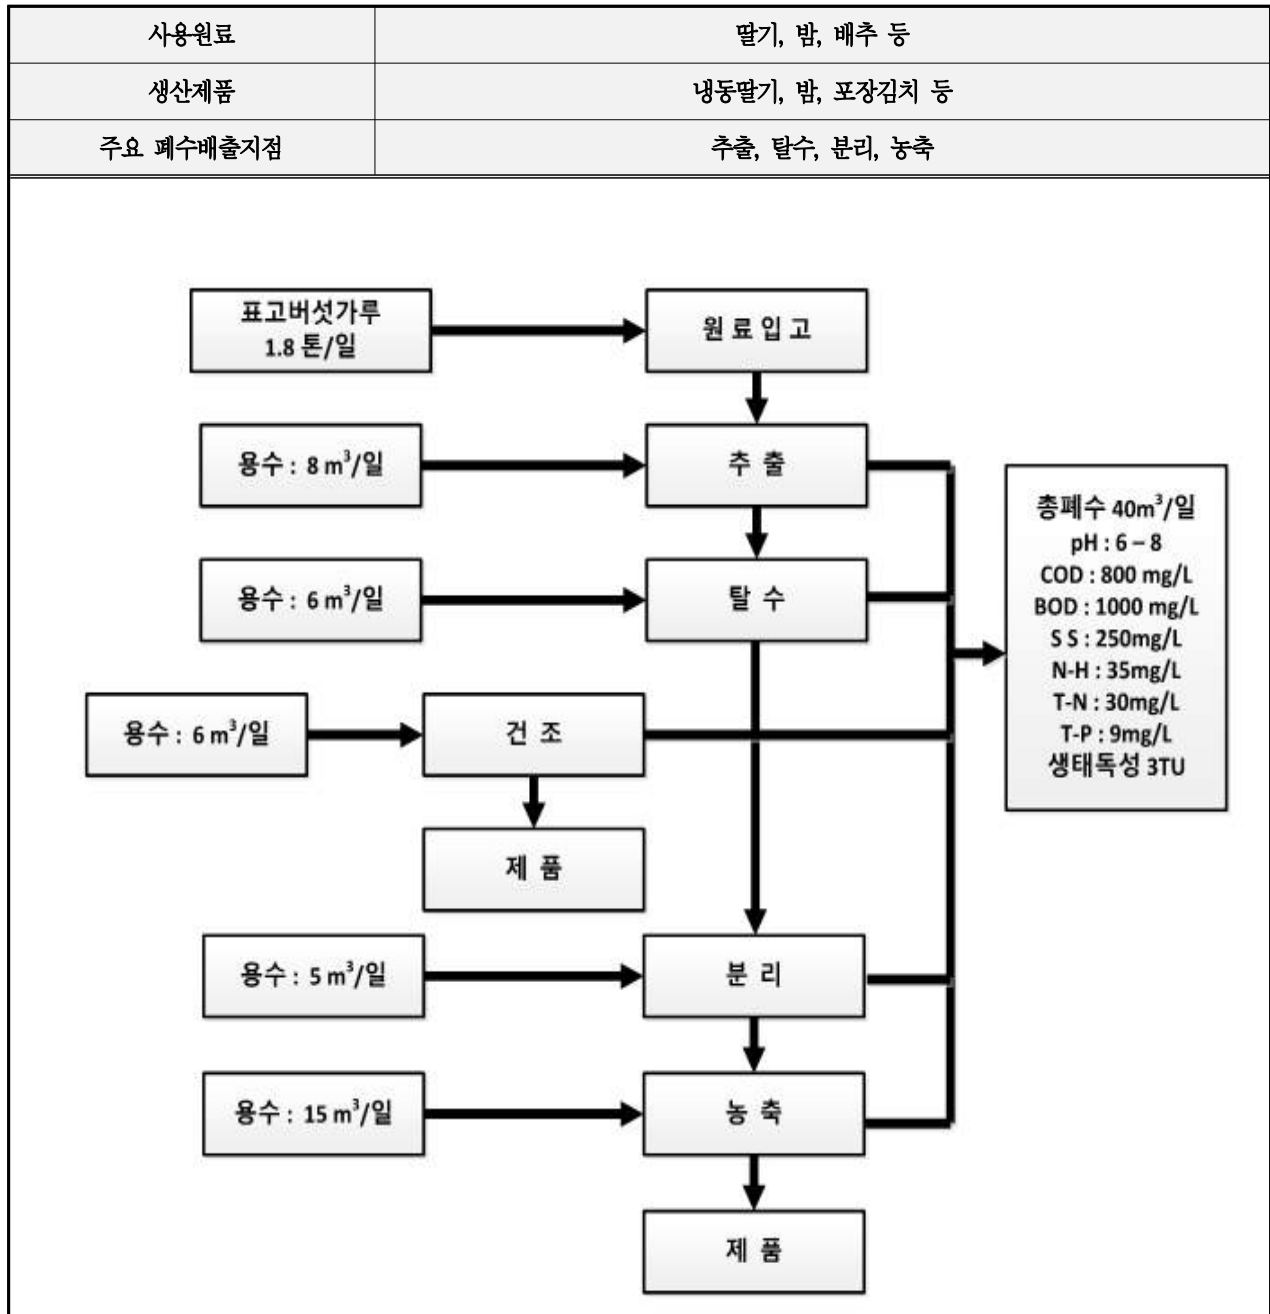 사용원료
딸기, 밤, 배추 등
생산제품
냉동딸기, 밤, 포장김치 등
주요 폐수배출지점
추출, 탈수, 분리, 농축
표고버섯가루
1.8 톤/일
원 료 입 고
용수 : 8 m³/일
추 출
용수 : 6 m³/일
탈 수
용수 : 6 m³/일
건 조
제 품
용수 : 5 m³/일
분 리
용수 : 15 m³/일
농 축
제 품
총폐수 40m³/일
pH : 6 – 8
COD : 800 mg/L
BOD : 1000 mg/L
S S : 250mg/L
N-H : 35mg/L
T-N : 30mg/L
T-P : 9mg/L
생태독성 3TU